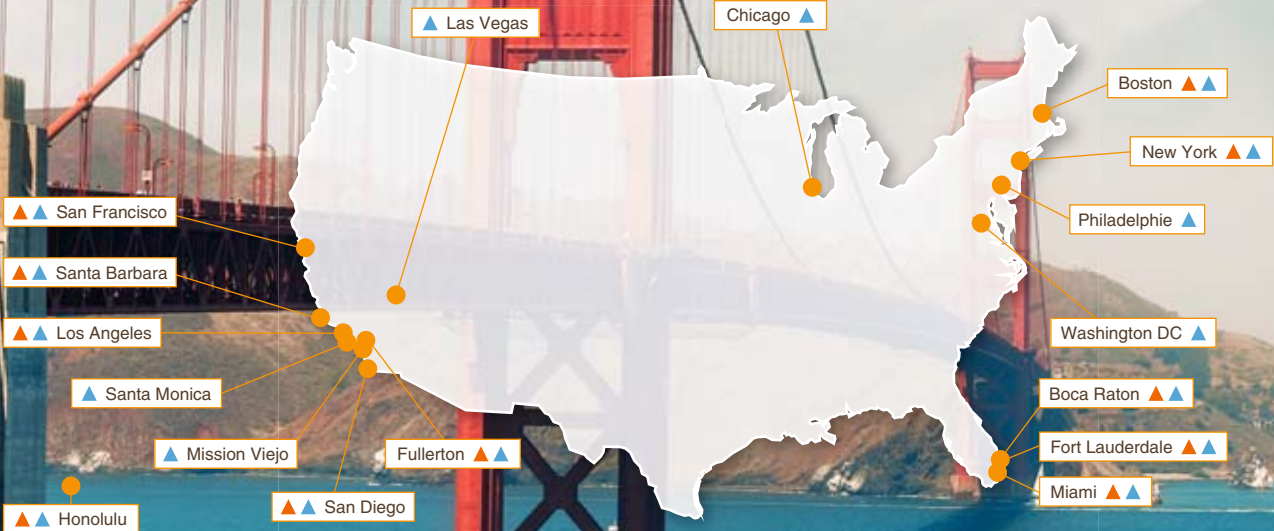 Las Vegas
Chicago
Boston
New York
San Francisco
Philadelphie
Santa Barbara
Los Angeles
Washington DC
Santa Monica
Boca Raton
Mission Viejo
Fullerton
Fort Lauderdale
Miami
San Diego
Honolulu